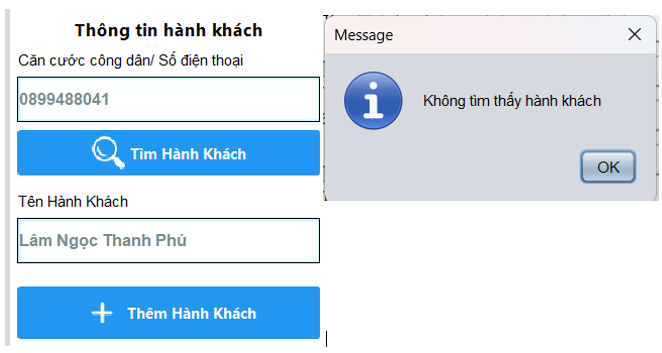 Thông tin hành khách
Căn cước công dân/ Số điện thoại
0899488041
Tìm Hành Khách
Tên Hành Khách
Lâm Ngọc Thanh Phú
Thêm Hành Khách
Message
Không tìm thấy hành khách
OK